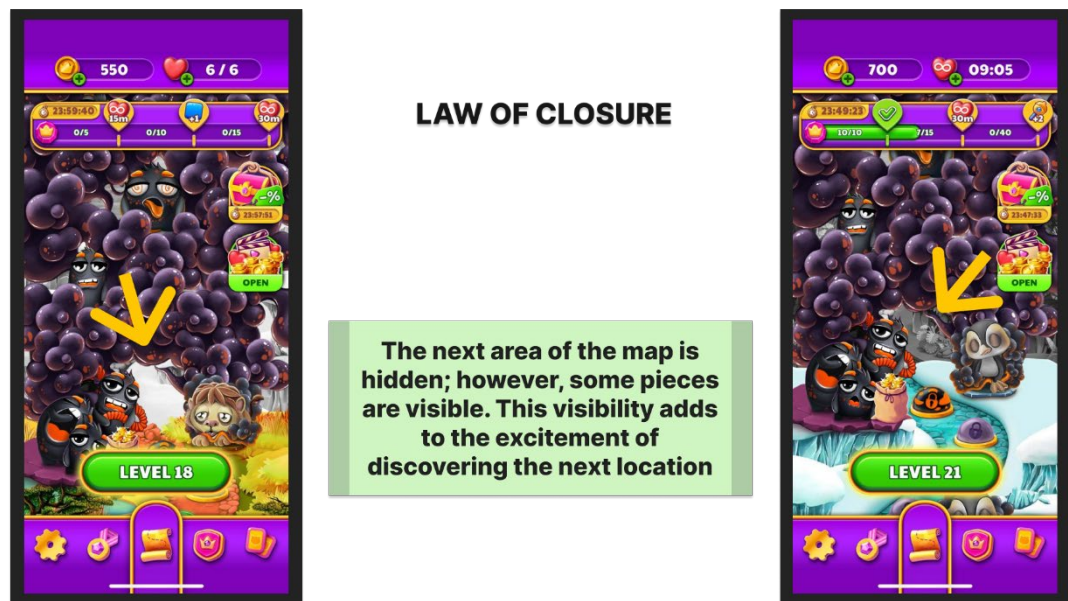 550
6 / 6
23:59:40
15m
+1
30m
0/5
0/10
0/15
-%
23:57:51
OPEN
LEVEL 18
LAW OF CLOSURE
The next area of the map is
hidden; however, some pieces
are visible. This visibility adds
to the excitement of
discovering the next location
700
09:05
23:49:23
30m
+2
10/10
7/15
0/40
-%
23:47:33
OPEN
6
LEVEL 21